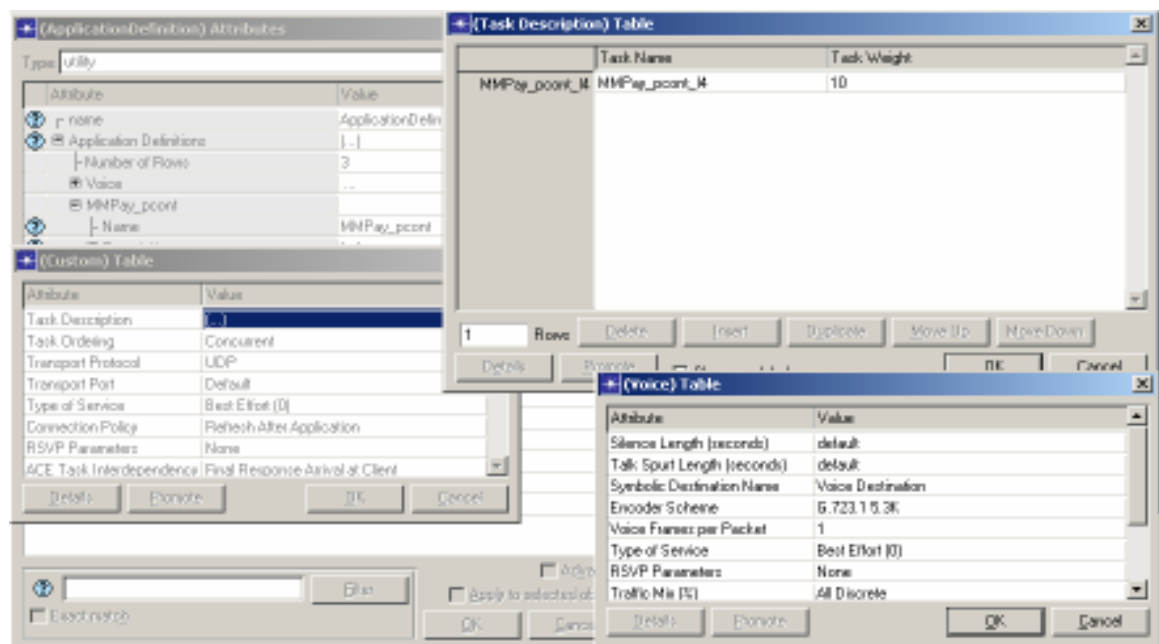 (ApplicationDefinition) Attributes
Type: utility
Attribute Value
name ApplicationDefin
Application Definitions (...)
Number of Rows 3
Voice ...
MMPay_pcont
Name MMPay_pcont
(Task Description) Table
Task Name Task Weight
MMPay_pcont_l4 MMPay_pcont_l4 10
1 Rows Delete Insert Duplicate Move Up Move Down
Details Promote OK Cancel
(Custom) Table
Attribute Value
Task Description (...)
Task Ordering Concurrent
Transport Protocol UDP
Transport Port Default
Type of Service Best Effort (0)
Connection Policy Refresh After Application
RSVP Parameters None
ACE Task Interdependence Final Response Arrival at Client
Details Promote OK Cancel
(Voice) Table
Attribute Value
Silence Length (seconds) default
Talk Spurt Length (seconds) default
Symbolic Destination Name Voice Destination
Encoder Scheme G.723.1 5.3K
Voice Frames per Packet 1
Type of Service Best Effort (0)
RSVP Parameters None
Traffic Mix (%) All Discrete
Details Promote OK Cancel
Filter
Exact match
Apply to selected
OK